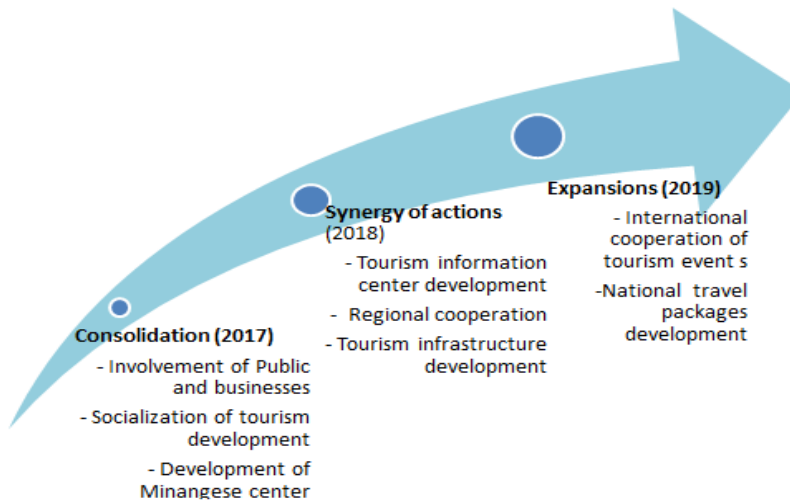 Consolidation (2017)
- Involvement of Public
and businesses
- Socialization of tourism
development
- Development of
Minangese center
Synergy of actions
(2018)
- Tourism information
center development
- Regional cooperation
- Tourism infrastructure
development
Expansions (2019)
- International
cooperation of
tourism event s
-National travel
packages
development